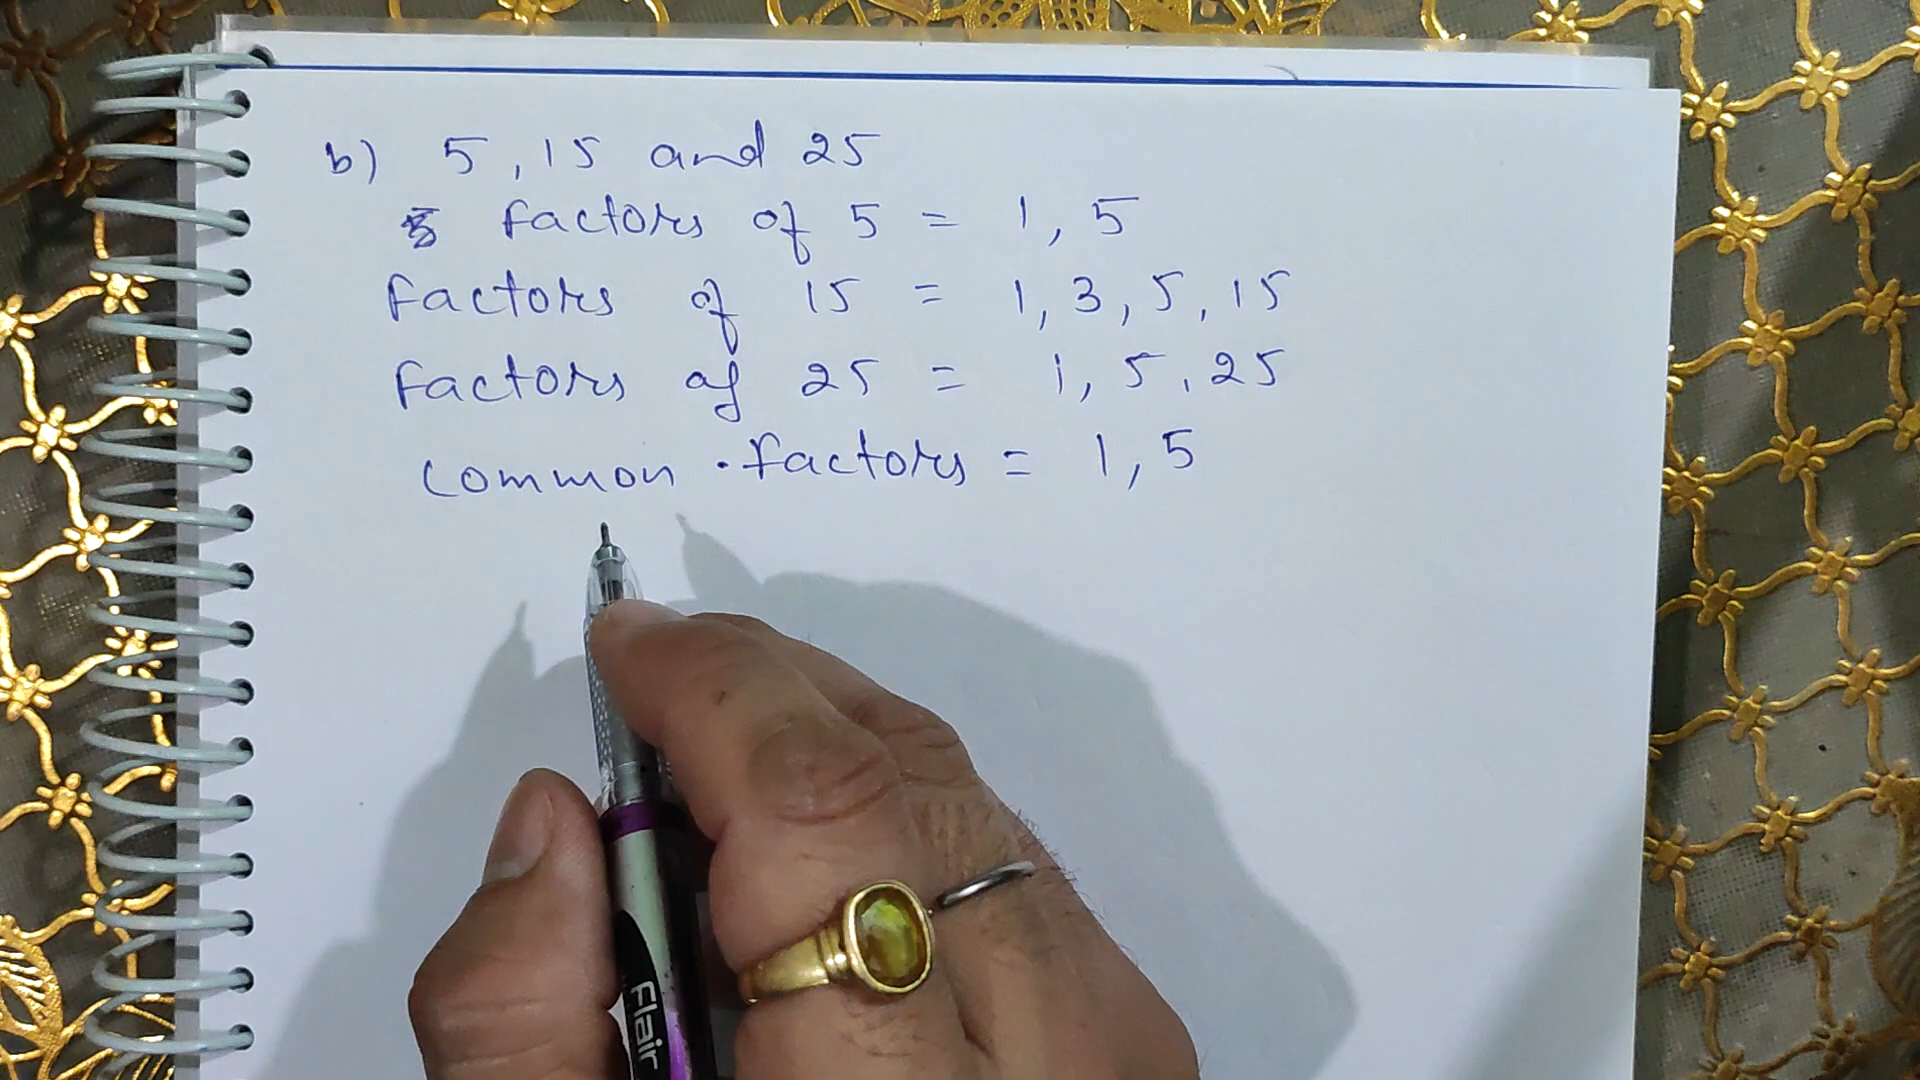 b) 5, 15 and 25
factors of 5 = 1, 5
factors of 15 = 1, 3, 5, 15
factors of 25 = 1, 5, 25
common factors = 1, 5
Flair